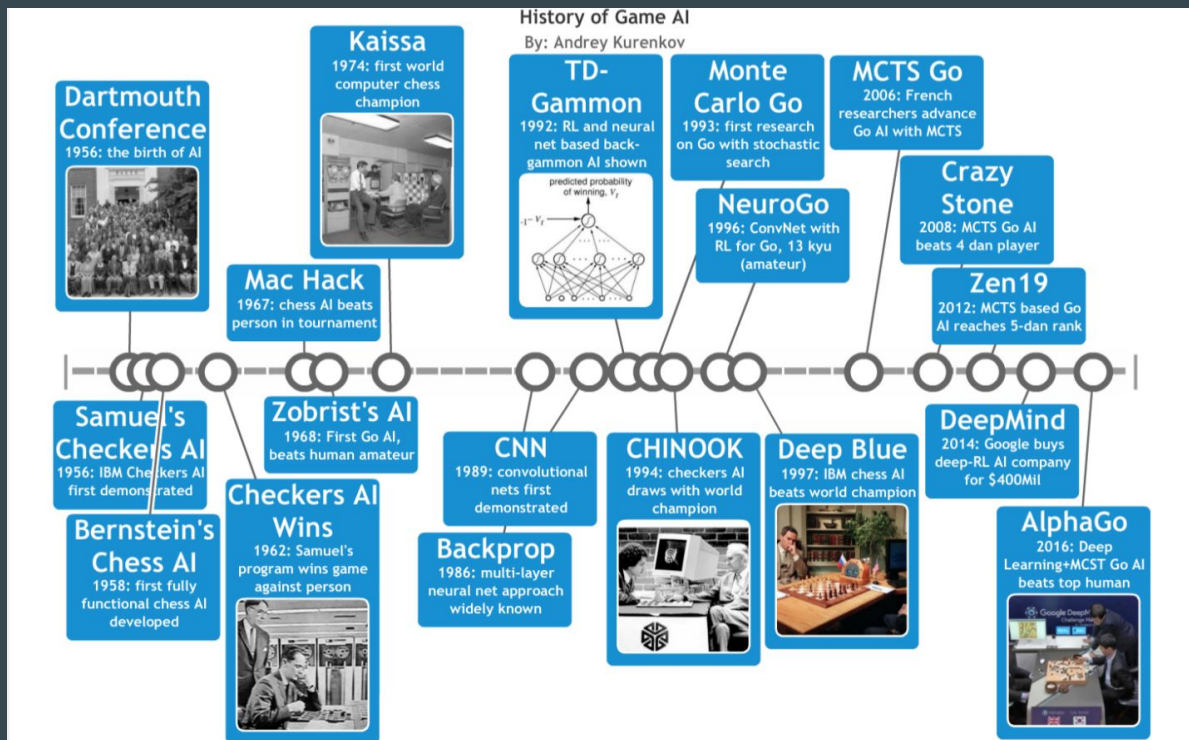 History of Game AI
By: Andrey Kurenkov
Dartmouth
Conference
1956: the birth of AI
Samuel's
Checkers AI
1956: IBM Checkers AI
first demonstrated
Bernstein's
Chess AI
1958: first fully
functional chess AI
developed
Checkers AI
Wins
1962: Samuel's
program wins game
against person
Mac Hack
1967: chess AI beats
person in tournament
Zobrist's AI
1968: First Go AI,
beats human amateur
Kaissa
1974: first world
computer chess
champion
Backprop
1986: multi-layer
neural net approach
widely known
CNN
1989: convolutional
nets first
demonstrated
TD-
Gammon
1992: RL and neural
net based back-
gammon AI shown
predicted probability
of winning, V
Monte
Carlo Go
1993: first research
on Go with stochastic
search
CHINOOK
1994: checkers AI
draws with world
champion
NeuroGo
1996: ConvNet with
RL for Go, 13 kyu
(amateur)
Deep Blue
1997: IBM chess AI
beats world champion
MCTS Go
2006: French
researchers advance
Go AI with MCTS
Crazy
Stone
2008: MCTS Go AI
beats 4 dan player
Zen19
2012: MCTS based Go
AI reaches 5-dan rank
DeepMind
2014: Google buys
deep-RL AI company
for $400Mil
AlphaGo
2016: Deep
Learning+MCST Go AI
beats top human
Google DeepM
Challenge